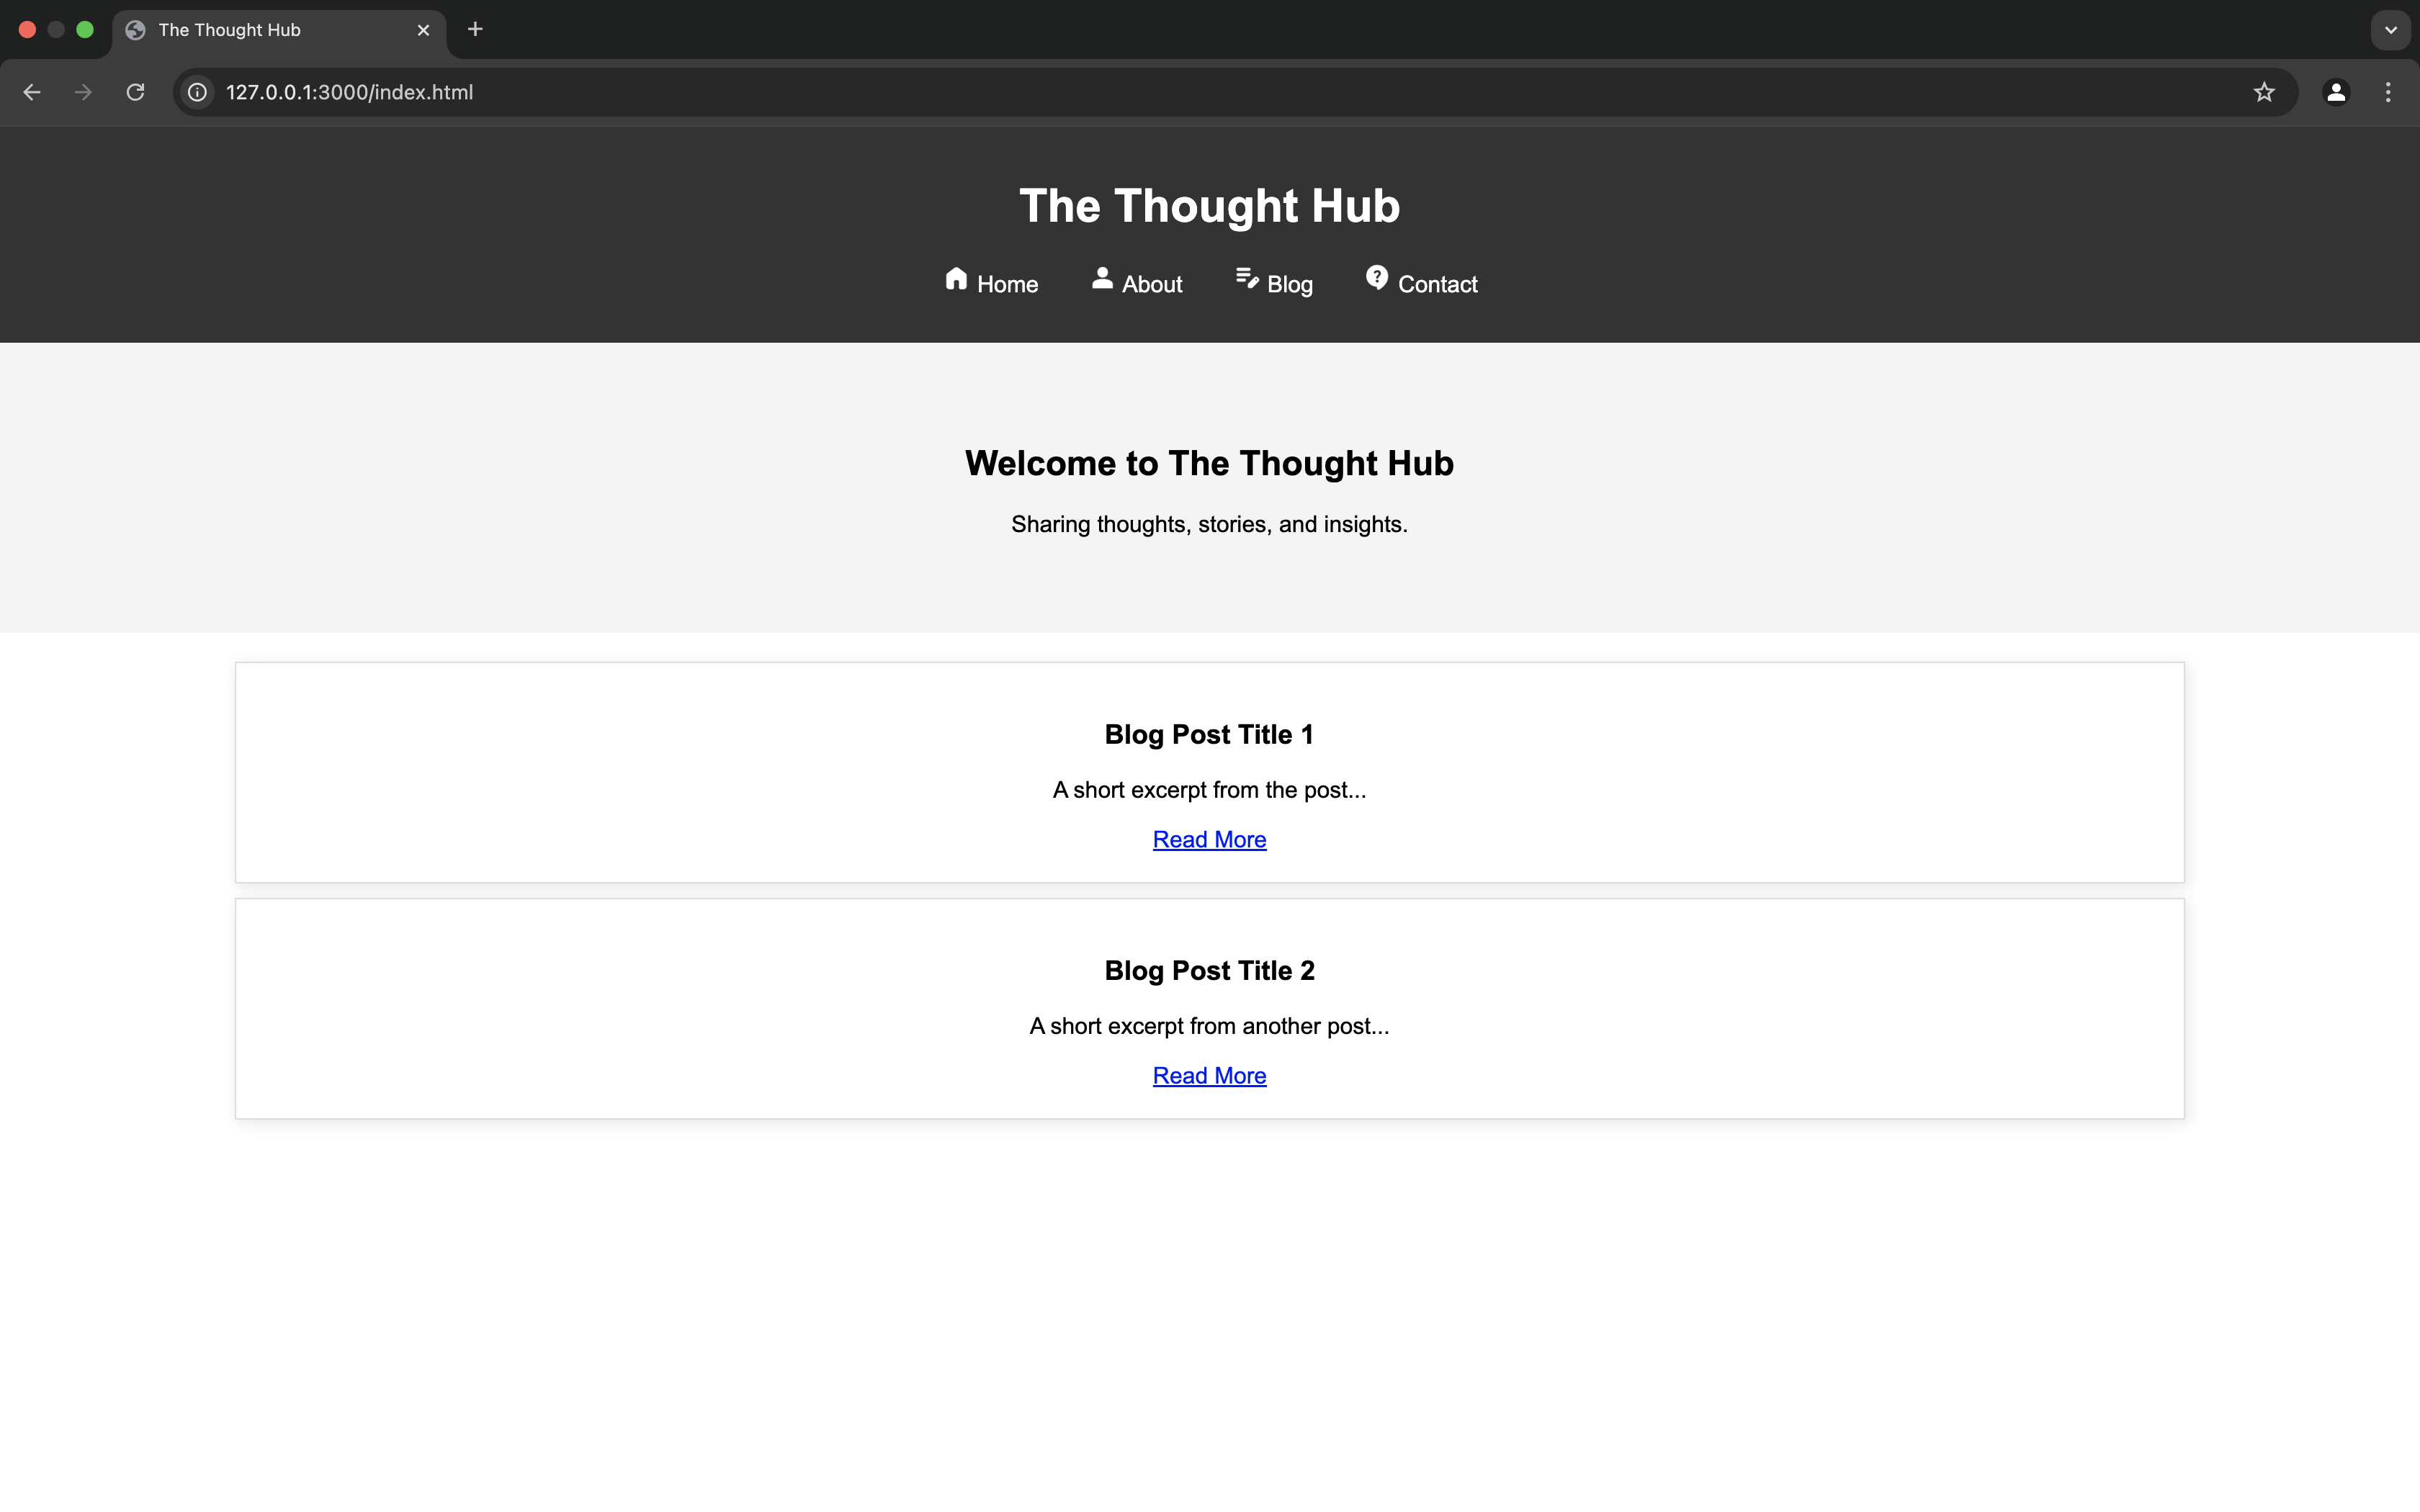 The Thought Hub
127.0.0.1:3000/index.html
The Thought Hub
Home About Blog Contact
Welcome to The Thought Hub
Sharing thoughts, stories, and insights.
Blog Post Title 1
A short excerpt from the post...
Read More
Blog Post Title 2
A short excerpt from another post...
Read More